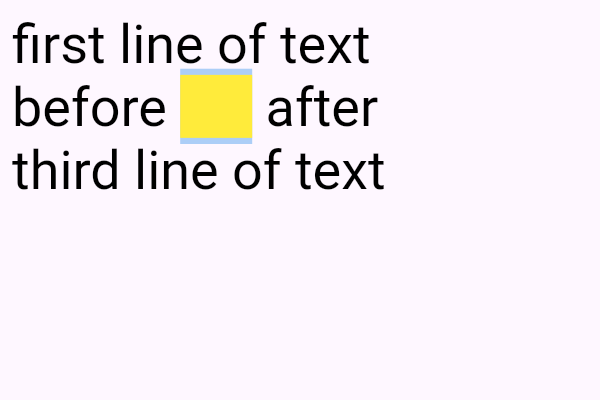 first line of text
before after
third line of text